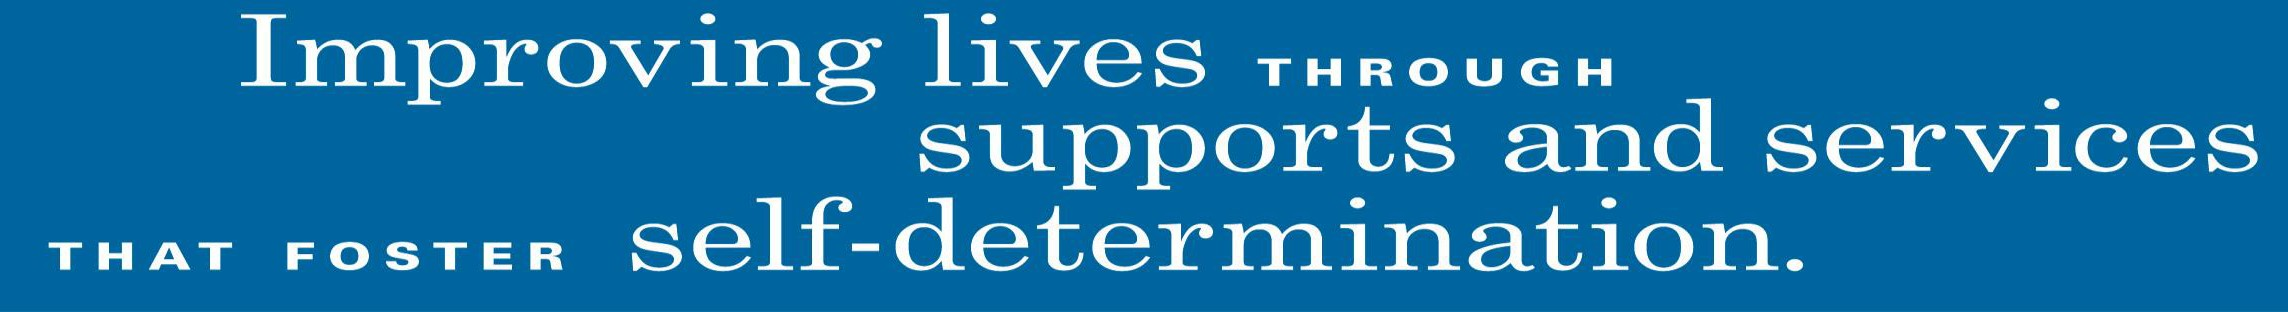 Improving lives THROUGH
supports and services
THAT FOSTER self-determination.